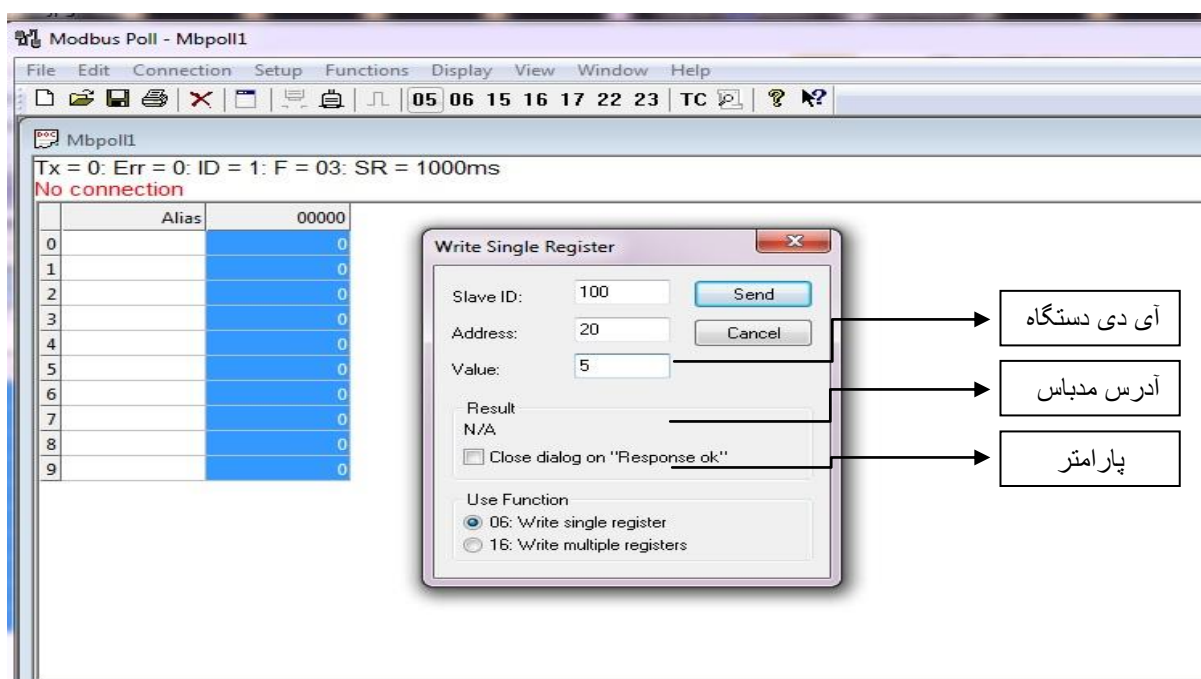 Modbus Poll - Mbpoll1
File Edit Connection Setup Functions Display View Window Help
05 06 15 16 17 22 23 TC
Mbpoll1
Tx = 0: Err = 0: ID = 1: F = 03: SR = 1000ms
No connection
Alias 00000
0 0
1 0
2 0
3 0
4 0
5 0
6 0
7 0
8 0
9 0
Write Single Register
Slave ID: 100 Send
Address: 20 Cancel
Value: 5
Result
N/A
Close dialog on "Response ok"
Use Function
06: Write single register
16: Write multiple registers
آی دی دستگاه
آدرس مدباس
پارامتر